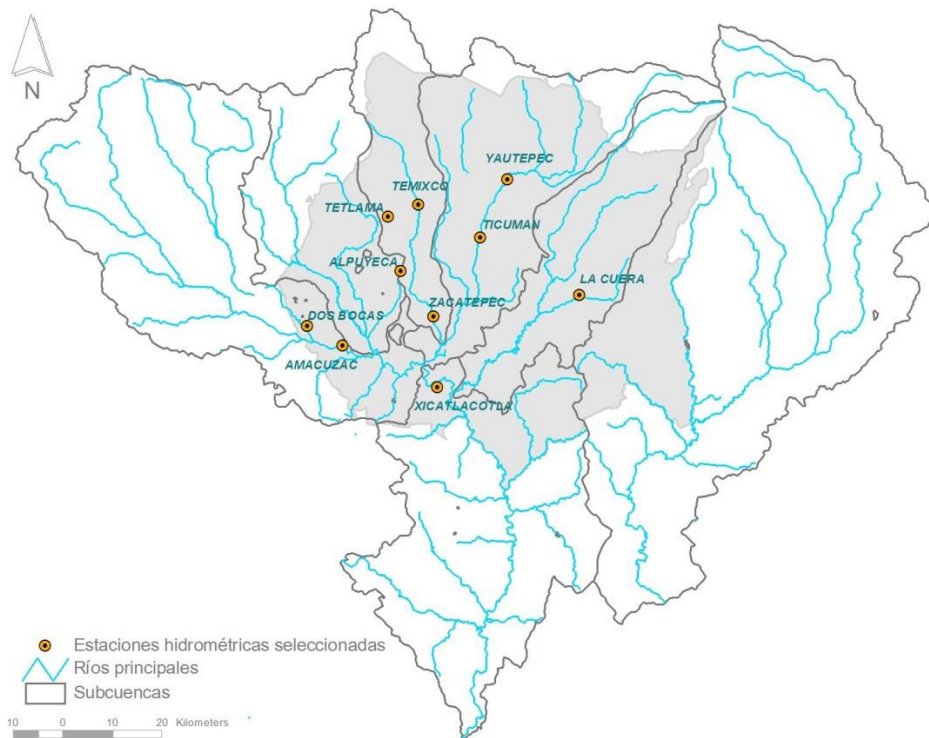 N
YAUTEPEC
TEMIXCO
TETLAMA
TICUMAN
ALPUYECA
LA CUERA
ZACATEPEC
DOS BOCAS
AMACUZAC
XICATLACOTLA
Estaciones hidrométricas seleccionadas
Ríos principales
Subcuencas
10 0 10 20 Kilometers